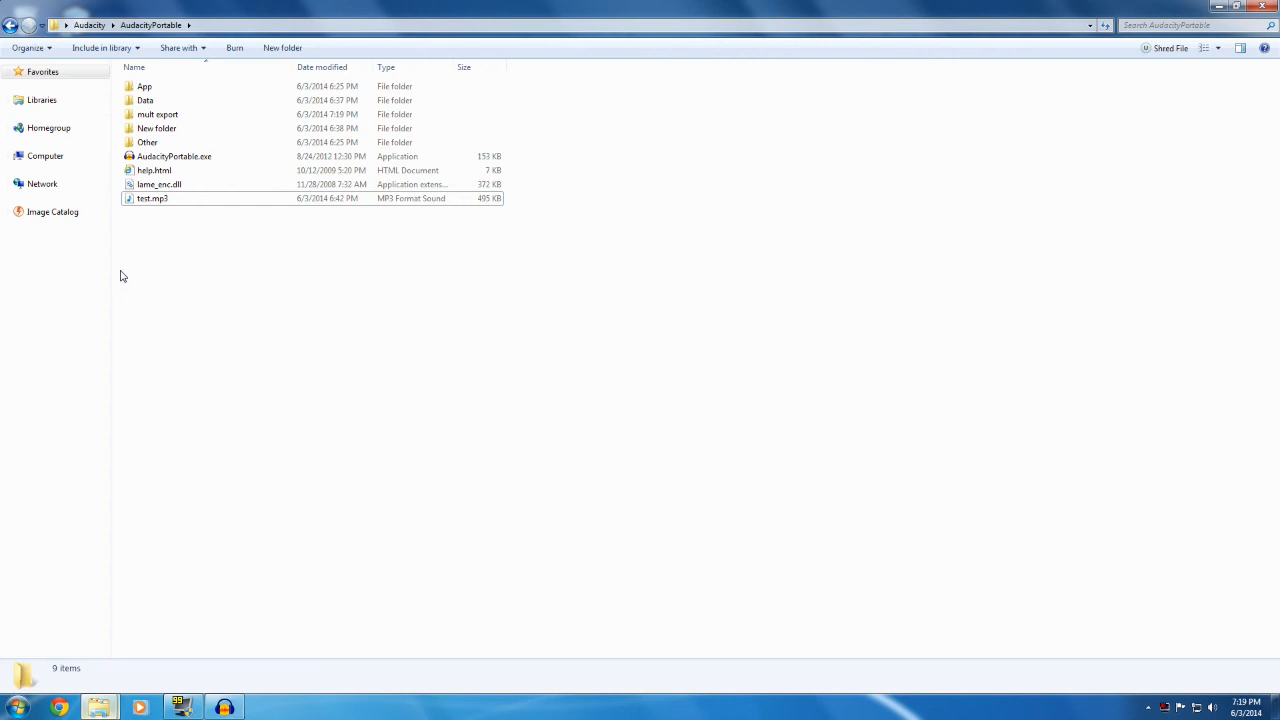 Audacity AudacityPortable Search AudacityPortable
Organize Include in library Share with Burn New folder Shred File
Favorites
Libraries
Homegroup
Computer
Network
Image Catalog
Name Date modified Type Size
App 6/3/2014 6:25 PM File folder
Data 6/3/2014 6:37 PM File folder
mult export 6/3/2014 7:19 PM File folder
New folder 6/3/2014 6:38 PM File folder
Other 6/3/2014 6:25 PM File folder
AudacityPortable.exe 8/24/2012 12:30 PM Application 153 KB
help.html 10/12/2009 5:20 PM HTML Document 7 KB
lame_enc.dll 11/28/2008 7:32 AM Application extens... 372 KB
test.mp3 6/3/2014 6:42 PM MP3 Format Sound 495 KB
9 items
99
7:19 PM
6/3/2014